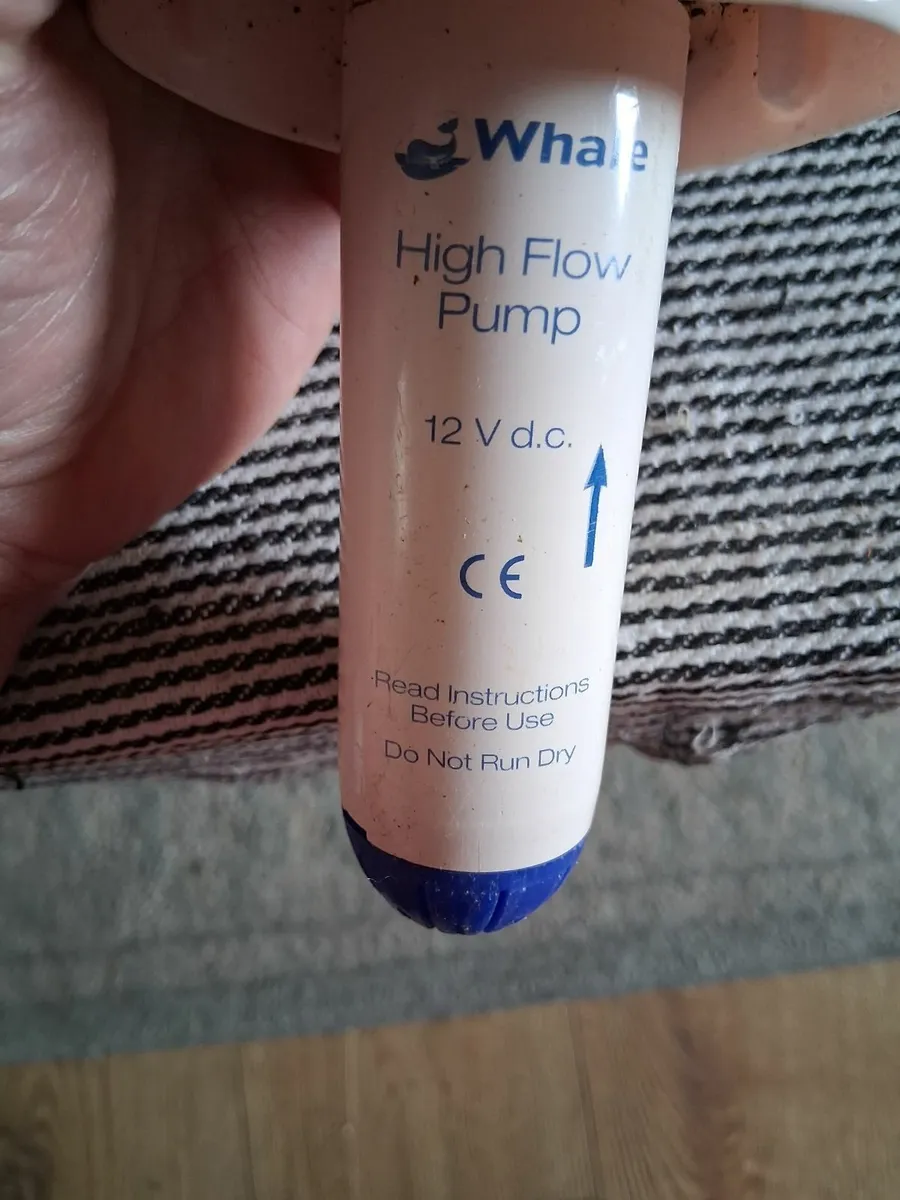 Whale
High Flow
Pump
12 V d.c.
CE
Read Instructions
Before Use
Do Not Run Dry